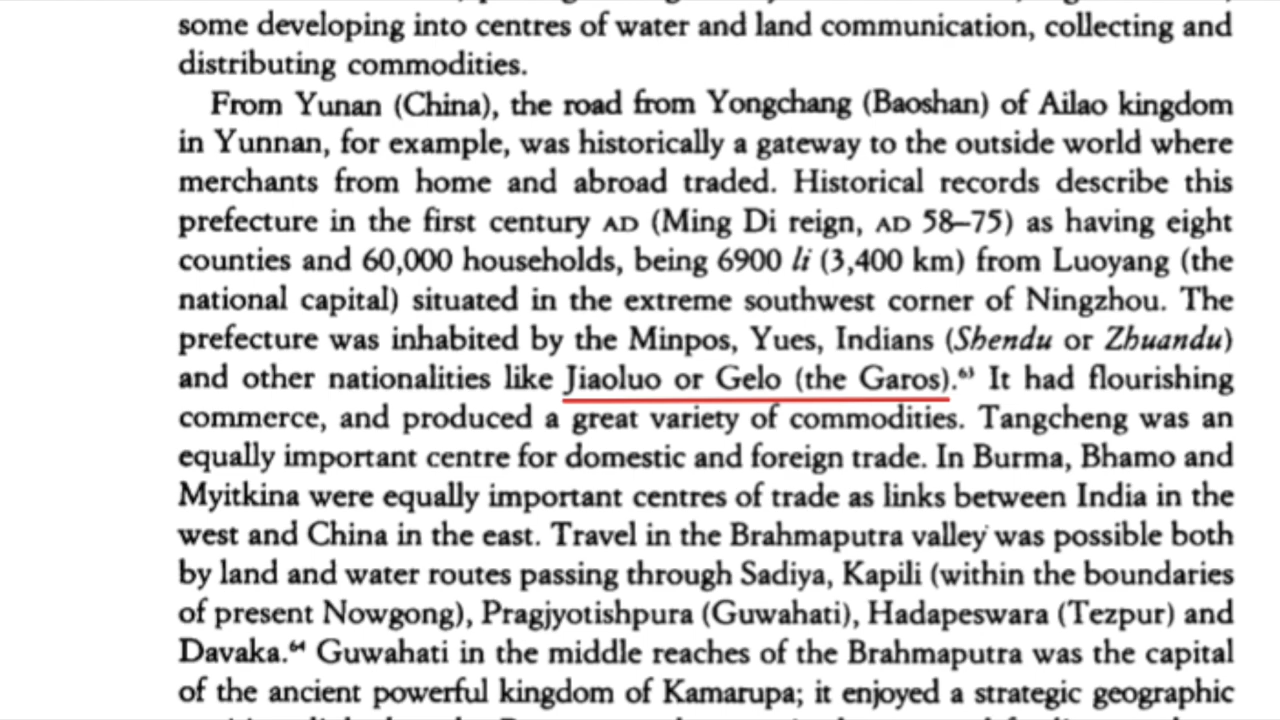 some developing into centres of water and land communication, collecting and
distributing commodities.
From Yunan (China), the road from Yongchang (Baoshan) of Ailao kingdom
in Yunnan, for example, was historically a gateway to the outside world where
merchants from home and abroad traded. Historical records describe this
prefecture in the first century AD (Ming Di reign, AD 58–75) as having eight
counties and 60,000 households, being 6900 li (3,400 km) from Luoyang (the
national capital) situated in the extreme southwest corner of Ningzhou. The
prefecture was inhabited by the Minpos, Yues, Indians (Shendu or Zhuandu)
and other nationalities like Jiaoluo or Gelo (the Garos).⁶³ It had flourishing
commerce, and produced a great variety of commodities. Tangcheng was an
equally important centre for domestic and foreign trade. In Burma, Bhamo and
Myitkina were equally important centres of trade as links between India in the
west and China in the east. Travel in the Brahmaputra valley was possible both
by land and water routes passing through Sadiya, Kapili (within the boundaries
of present Nowgong), Pragjyotishpura (Guwahati), Hadapeswara (Tezpur) and
Davaka.⁶⁴ Guwahati in the middle reaches of the Brahmaputra was the capital
of the ancient powerful kingdom of Kamarupa; it enjoyed a strategic geographic